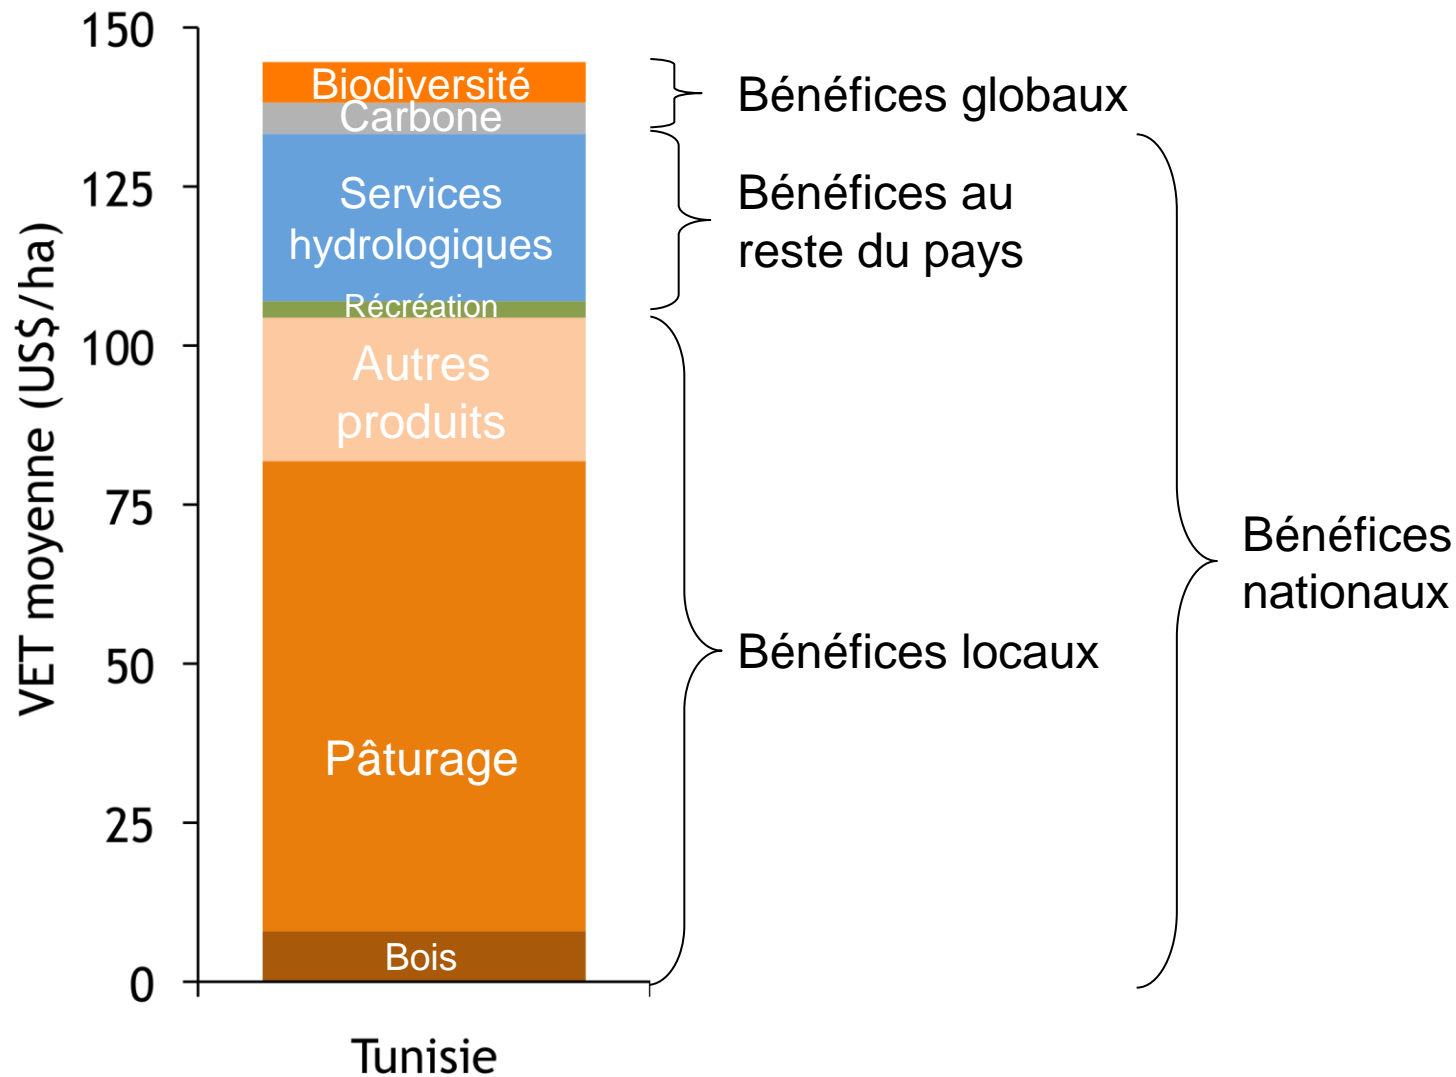 VET moyenne (US$/ha)
150
125
100
75
50
25
0
Biodiversité
Carbone
Services
hydrologiques
Récréation
Autres
produits
Pâturage
Bois
Tunisie
Bénéfices globaux
Bénéfices au
reste du pays
Bénéfices locaux
Bénéfices
nationaux